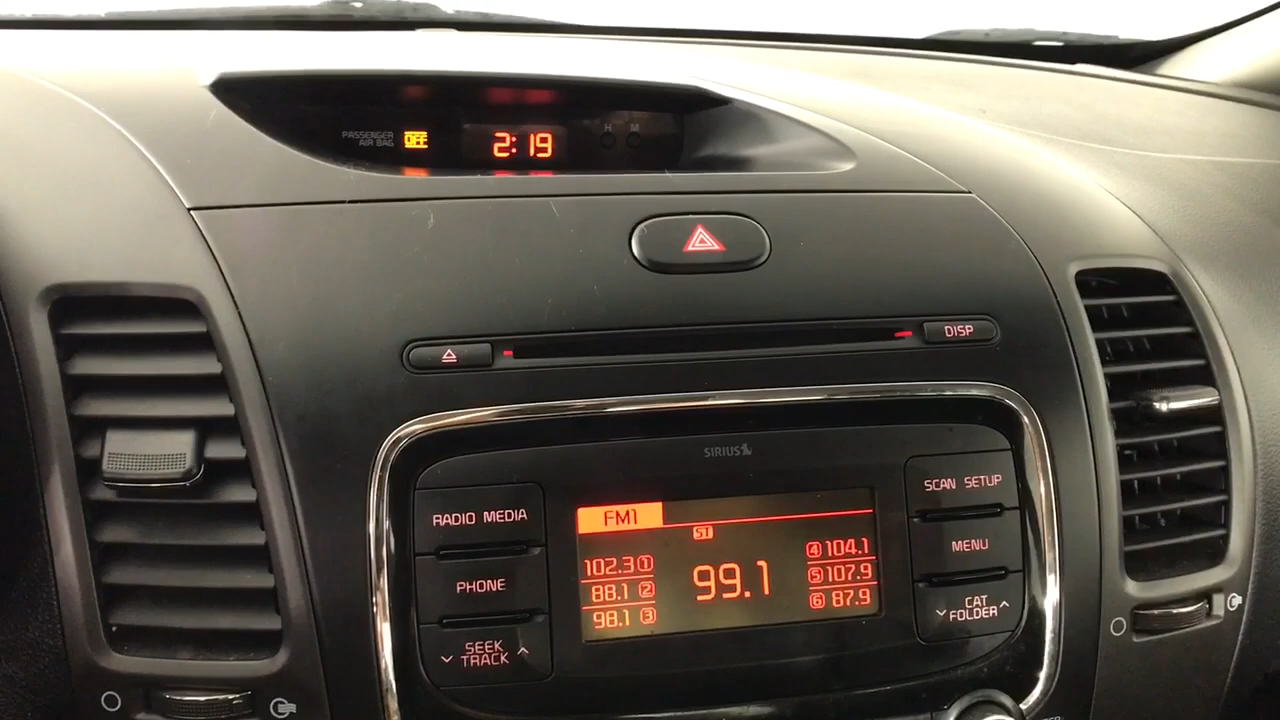 PASSENGER
AIR BAG
OFF
2:19
H M
DISP
SIRIUS
RADIO MEDIA
PHONE
SEEK
TRACK
FM1
ST
102.3 1
88.1 2
98.1 3
99.1
4 104.1
5 107.9
6 87.9
SCAN SETUP
MENU
CAT
FOLDER